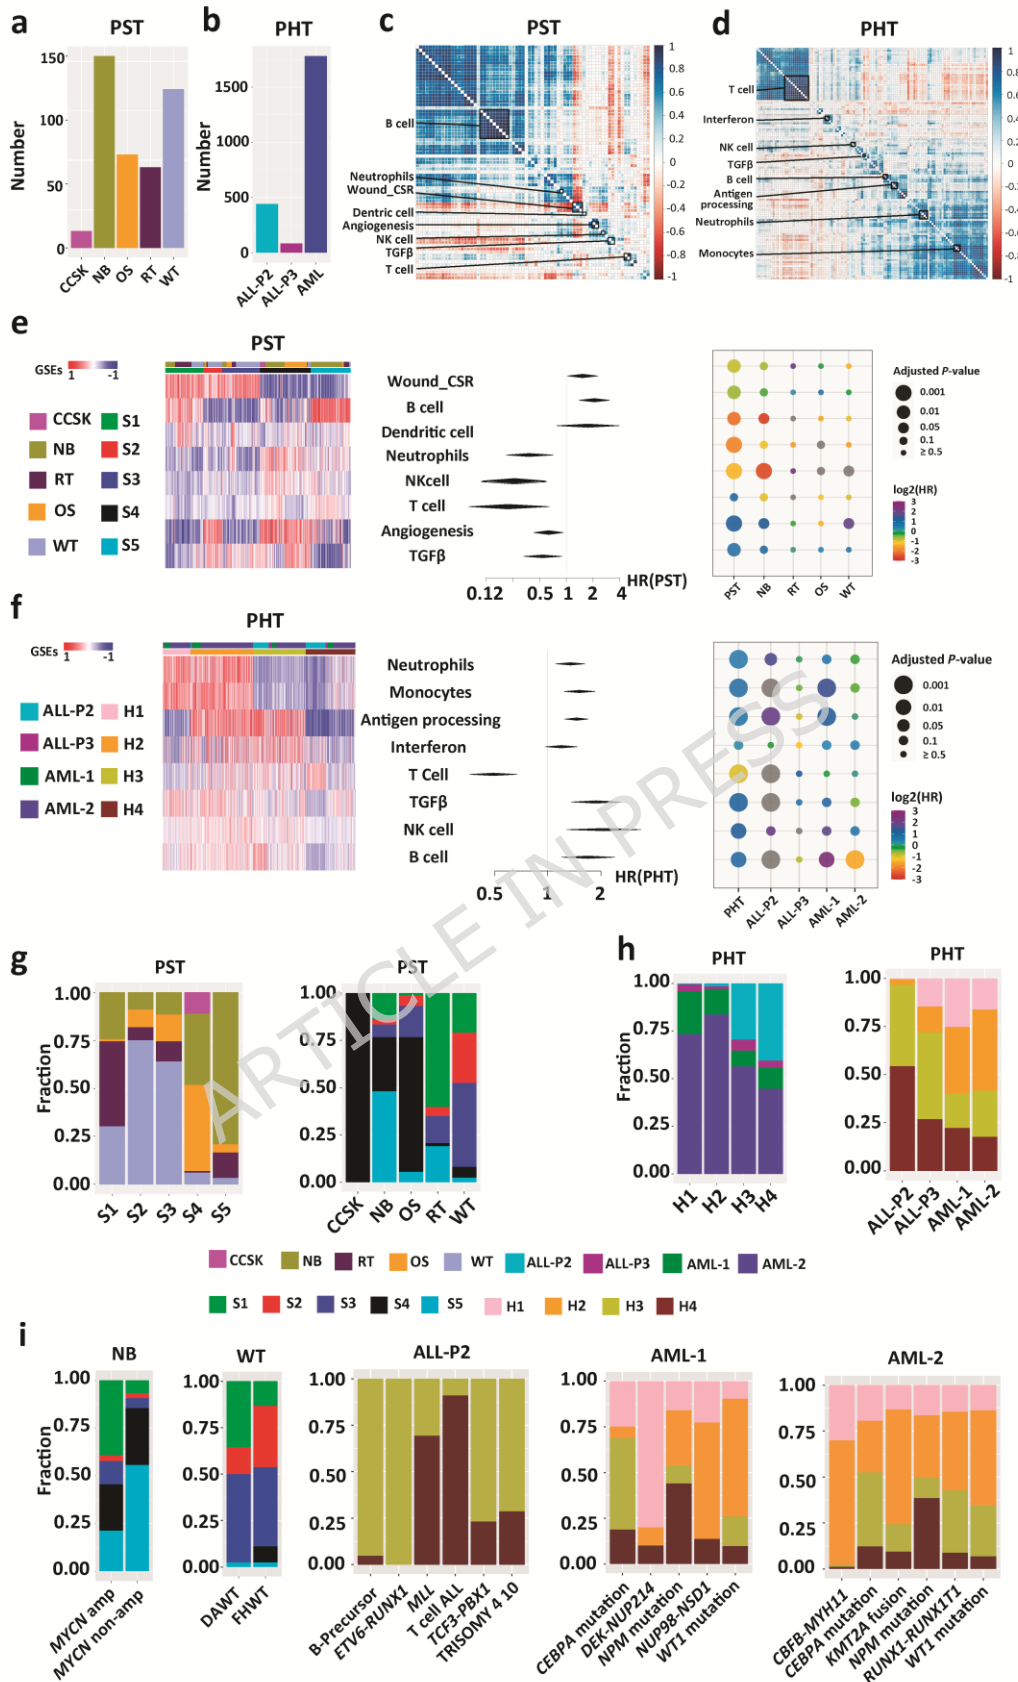 a
PST
Number
150
100
50
0
CCSK
NB
OS
RT
WT
b
PHT
Number
1500
1000
500
0
ALL-P2
ALL-P3
AML
c
PST
B cell
Neutrophils
Wound_CSR
Dentric cell
Angiogenesis
NK cell
TGFβ
T cell
1
0.8
0.6
0.4
0.2
0
-0.2
-0.4
-0.6
-0.8
-1
d
PHT
T cell
Interferon
NK cell
TGFβ
B cell
Antigen
processing
Neutrophils
Monocytes
1
0.8
0.6
0.4
0.2
0
-0.2
-0.4
-0.6
-0.8
-1
e
PST
GSEs
1
-1
CCSK
S1
NB
S2
RT
S3
OS
S4
WT
S5
Wound_CSR
B cell
Dendritic cell
Neutrophils
NKcell
T cell
Angiogenesis
TGFβ
HR(PST)
0.12
0.5
1
2
4
PST
NB
RT
OS
WT
Adjusted P-value
0.001
0.01
0.05
0.1
≥ 0.5
log2(HR)
3
2
1
0
-1
-2
-3
f
PHT
GSEs
1
-1
ALL-P2
H1
ALL-P3
H2
AML-1
H3
AML-2
H4
Neutrophils
Monocytes
Antigen processing
Interferon
T Cell
TGFβ
NK cell
B cell
HR(PHT)
0.5
1
2
PHT
ALL-P2
ALL-P3
AML-1
AML-2
Adjusted P-value
0.001
0.01
0.05
0.1
≥ 0.5
log2(HR)
3
2
1
0
-1
-2
-3
ARTICLE IN PRESS
g
PST
Fraction
1.00
0.75
0.50
0.25
0.00
S1
S2
S3
S4
S5
PST
1.00
0.75
0.50
0.25
0.00
CCSK
NB
OS
RT
WT
h
PHT
Fraction
1.00
0.75
0.50
0.25
0.00
H1
H2
H3
H4
PHT
1.00
0.75
0.50
0.25
0.00
ALL-P2
ALL-P3
AML-1
AML-2
CCSK NB RT OS WT ALL-P2 ALL-P3 AML-1 AML-2
S1 S2 S3 S4 S5 H1 H2 H3 H4
i
NB
Fraction
1.00
0.75
0.50
0.25
0.00
MYCN amp
MYCN non-amp
WT
1.00
0.75
0.50
0.25
0.00
DAWT
FHWT
ALL-P2
1.00
0.75
0.50
0.25
0.00
B-Precursor
ETV6-RUNX1
MLL
T cell ALL
TCF3-PBX1
TRISOMY 4 10
AML-1
1.00
0.75
0.50
0.25
0.00
CEBPA mutation
DEK-NUP214
NPM mutation
NUP98-NSD1
WT1 mutation
AML-2
1.00
0.75
0.50
0.25
0.00
CBFB-MYH11
CEBPA mutation
KMT2A fusion
NPM mutation
RUNX1-RUNX1T1
WT1 mutation